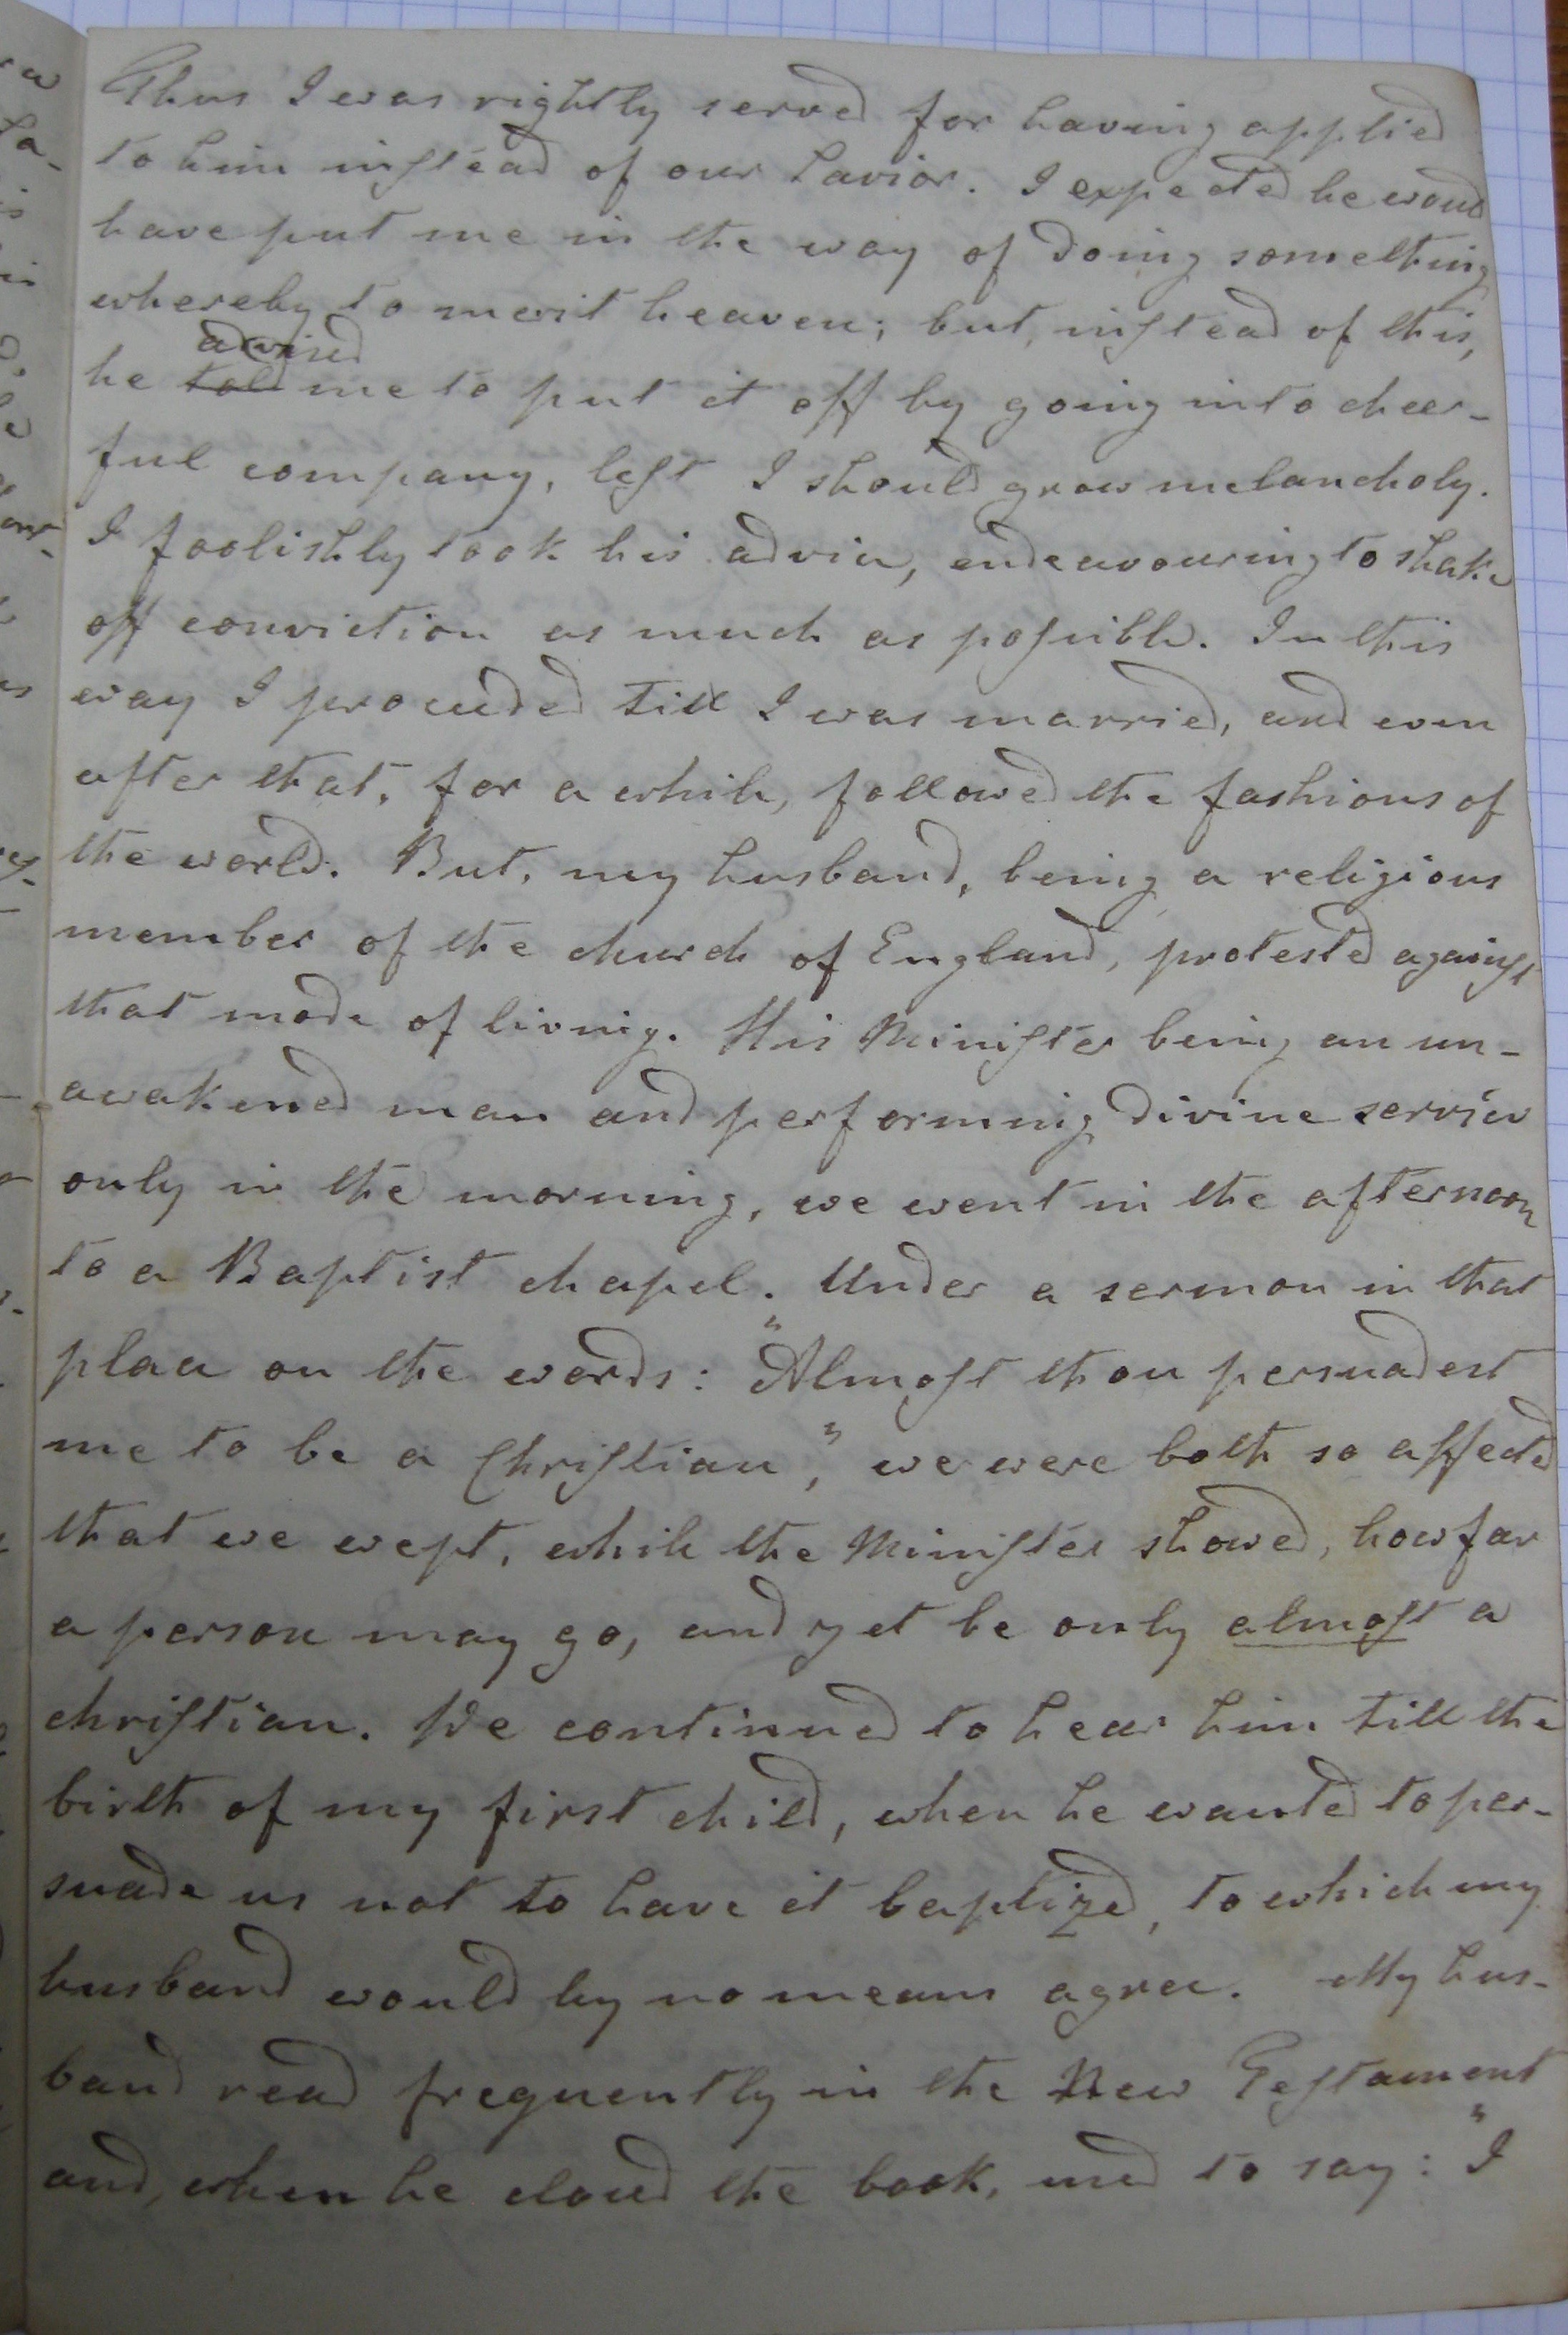 Thus I was rightly served for having applied
to him instead of our Savior. I expected he woud
have put me in the way of doing something
whereby to merit heaven; but, instead of this,
advised
he told me to put it off by going into cheer-
ful company, lest I should grow melancholy.
I foolishly took his advice, endeavouring to shake
off conviction as much as possible. In this
way I proceeded till I was married, and even
after that, for a while, followed the fashions of
the world. But, my husband, being a religious
member of the church of England, protested against
that mode of living. His Minister being an un-
awakened man and performing divine service
only in the morning, we went in the afternoon
to a Baptist chapel. Under a sermon in that
place on the words: "Almost thou persuadest
me to be a Christian", we were both so affected
that we wept, while the Minister showed, how far
a person may go, and yet be only almost a
christian. We continued to hear him till the
birth of my first child, when he wanted to per-
suade us not to have it baptized, to which my
husband would by no means agree. My hus-
band read frequently in the New Testament
and, when he closed the book, used to say: "I